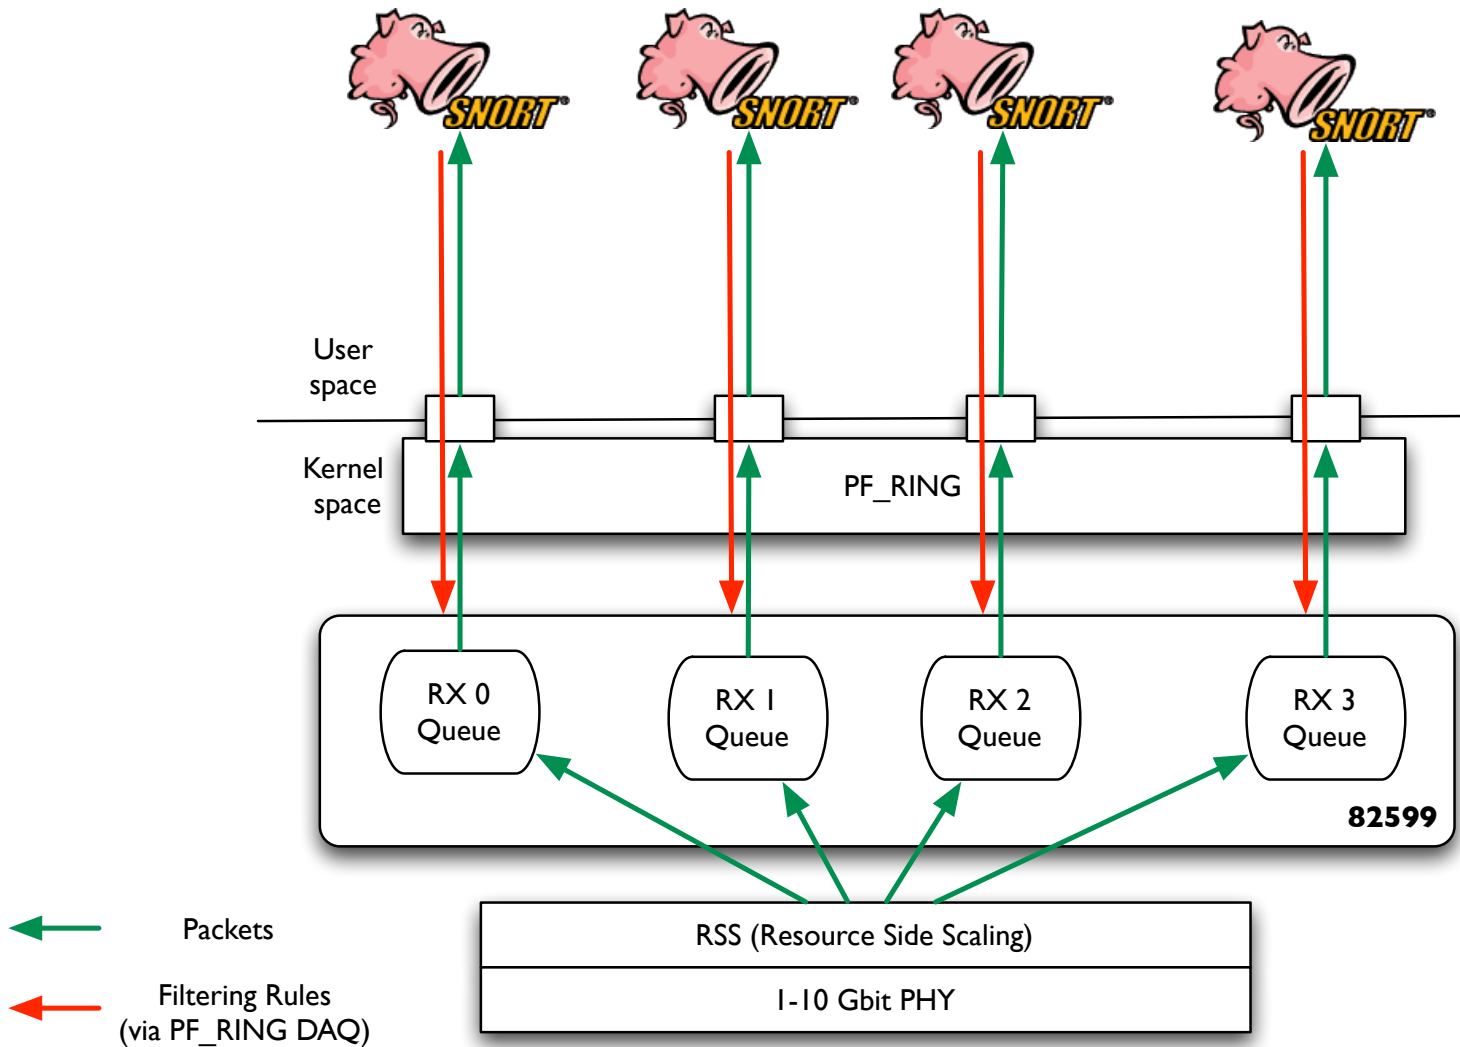 SNORT®
SNORT®
SNORT®
SNORT®
User
space
Kernel
space
PF_RING
RX 0
Queue
RX 1
Queue
RX 2
Queue
RX 3
Queue
82599
RSS (Resource Side Scaling)
1-10 Gbit PHY
Packets
Filtering Rules
(via PF_RING DAQ)